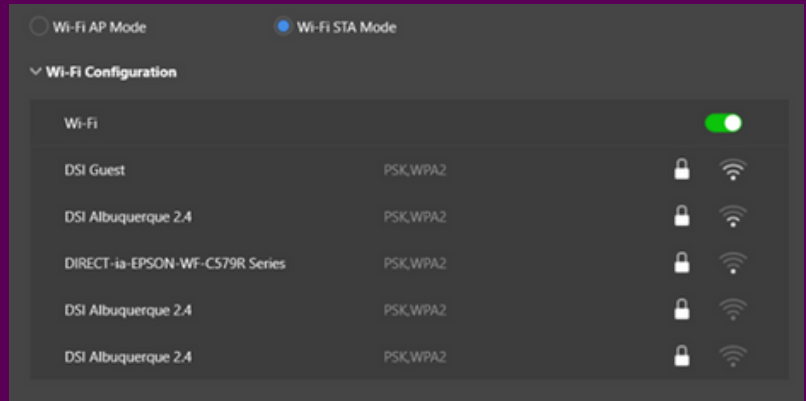 Wi-Fi AP Mode Wi-Fi STA Mode
Wi-Fi Configuration
Wi-Fi
DSI Guest PSK,WPA2
DSI Albuquerque 2.4 PSK,WPA2
DIRECT-ia-EPSON-WF-C579R Series PSK,WPA2
DSI Albuquerque 2.4 PSK,WPA2
DSI Albuquerque 2.4 PSK,WPA2